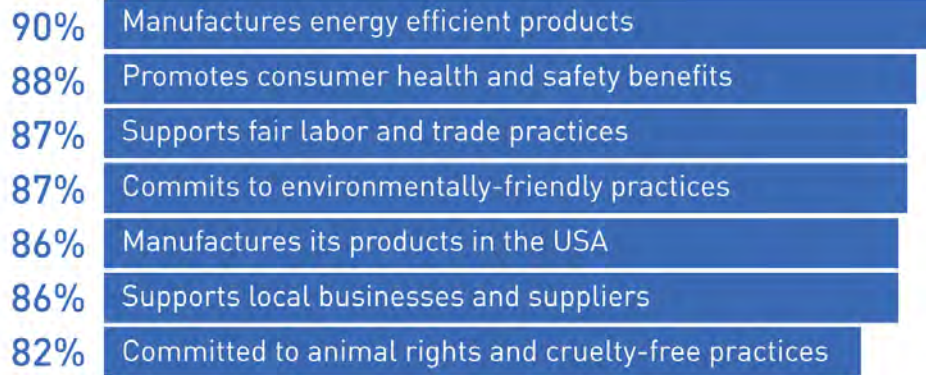 90% Manufactures energy efficient products
88% Promotes consumer health and safety benefits
87% Supports fair labor and trade practices
87% Commits to environmentally-friendly practices
86% Manufactures its products in the USA
86% Supports local businesses and suppliers
82% Committed to animal rights and cruelty-free practices